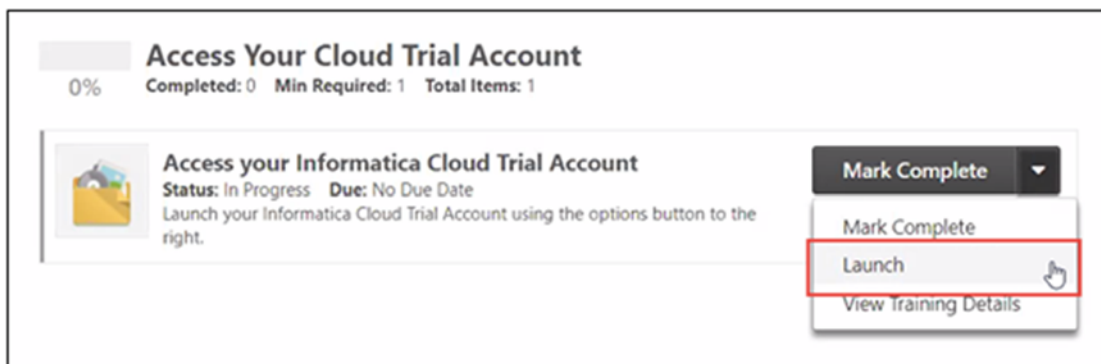 Access Your Cloud Trial Account
0%
Completed: 0 Min Required: 1 Total Items: 1
Access your Informatica Cloud Trial Account
Status: In Progress Due: No Due Date
Launch your Informatica Cloud Trial Account using the options button to the
right.
Mark Complete
Mark Complete
Launch
View Training Details